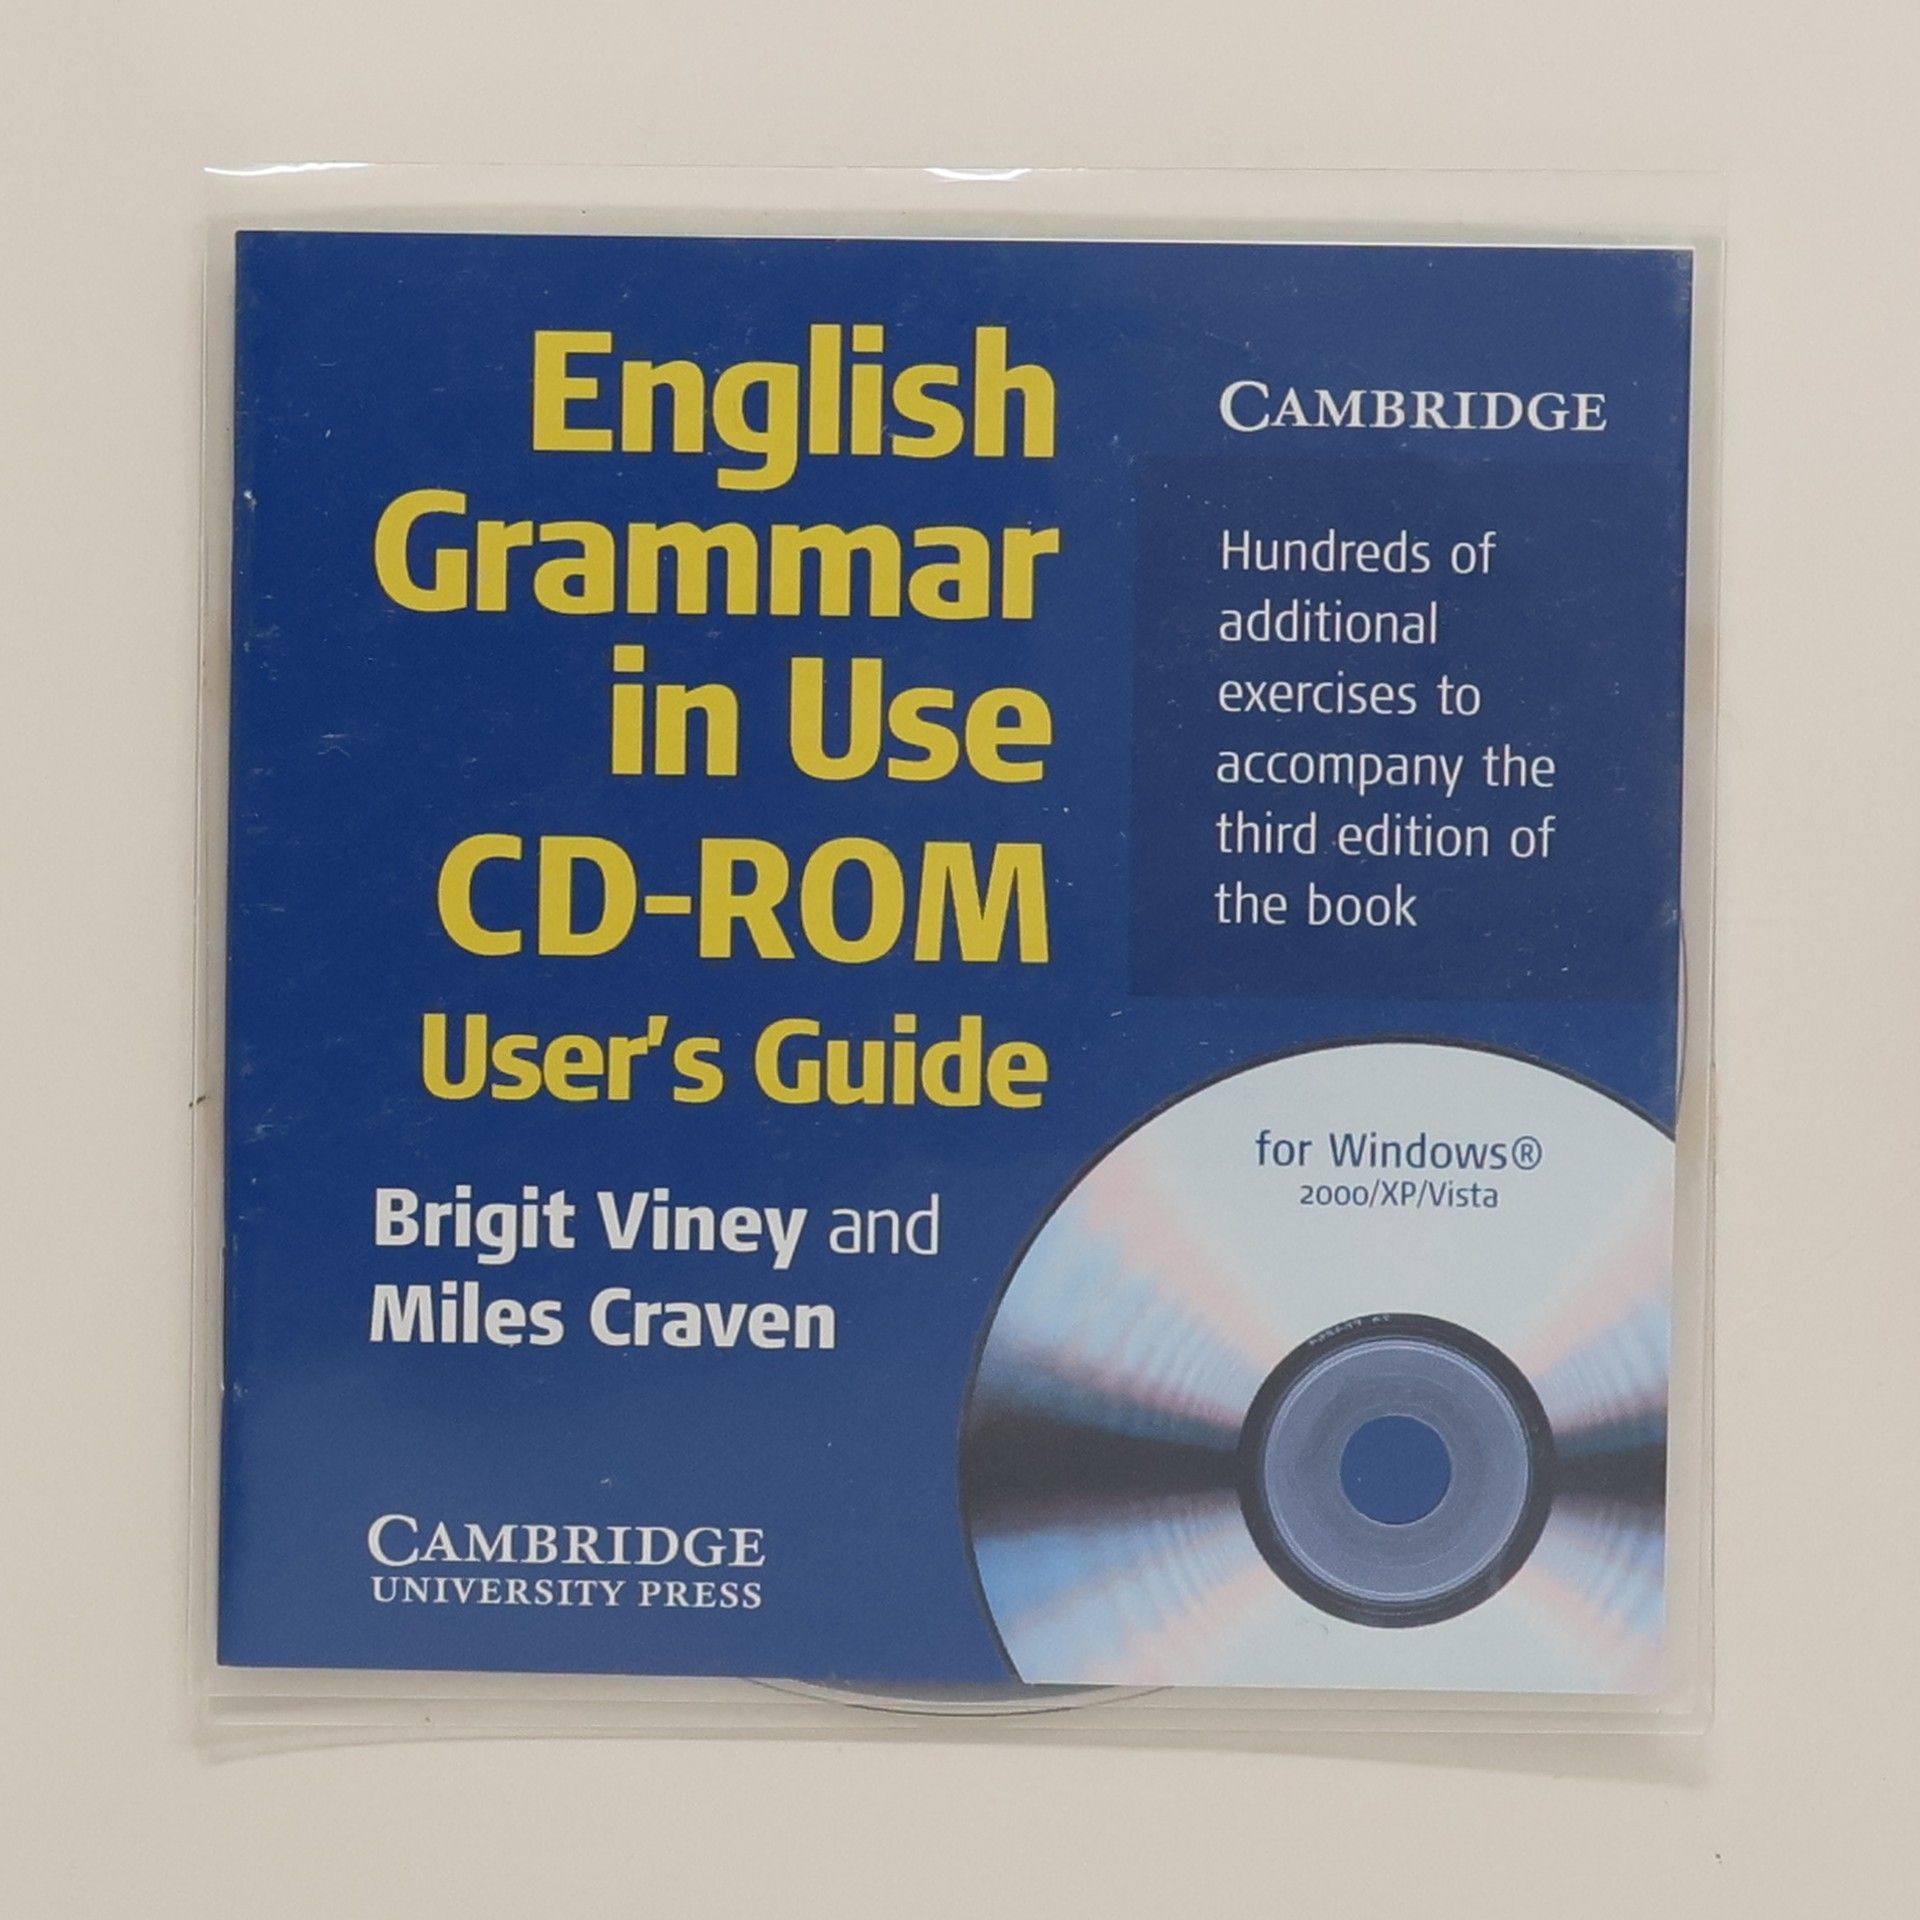 English
Grammar
in Use
CD-ROM
User's Guide
Brigit Viney and
Miles Craven
CAMBRIDGE
UNIVERSITY PRESS
CAMBRIDGE
Hundreds of
additional
exercises to
accompany the
third edition of
the book
for Windows®
2000/XP/Vista